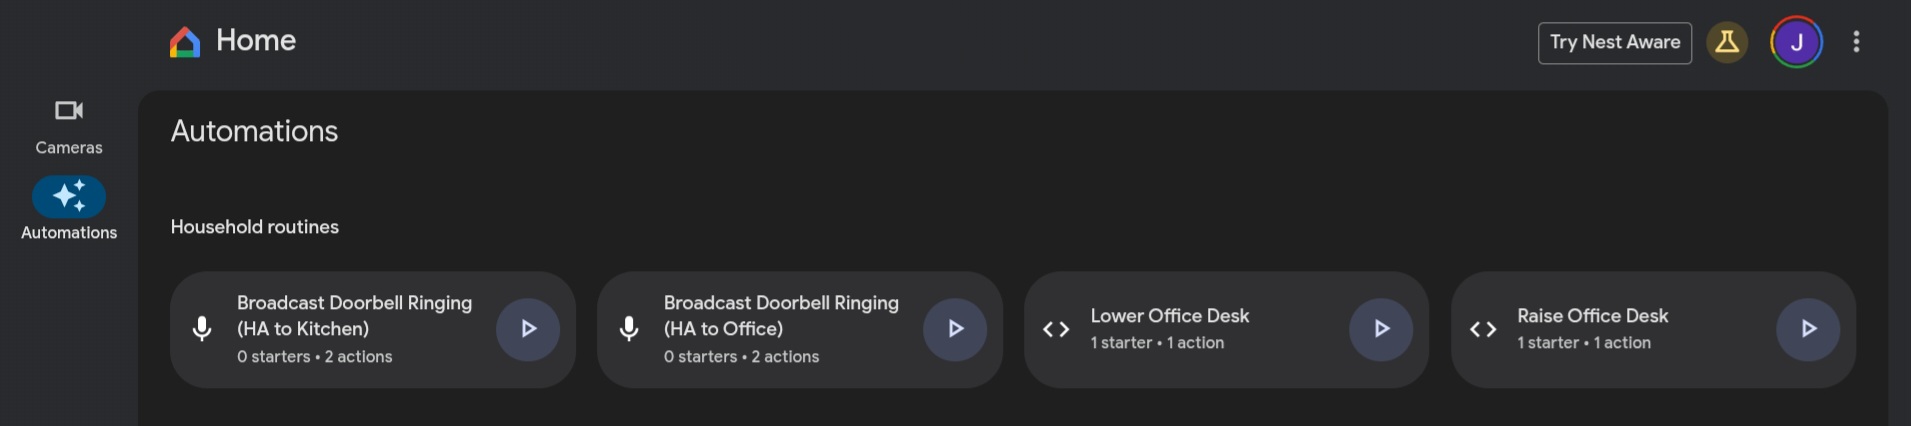 Home
Try Nest Aware
J
Cameras
Automations
Automations
Household routines
Broadcast Doorbell Ringing
(HA to Kitchen)
0 starters • 2 actions
Broadcast Doorbell Ringing
(HA to Office)
0 starters • 2 actions
Lower Office Desk
1 starter • 1 action
Raise Office Desk
1 starter • 1 action